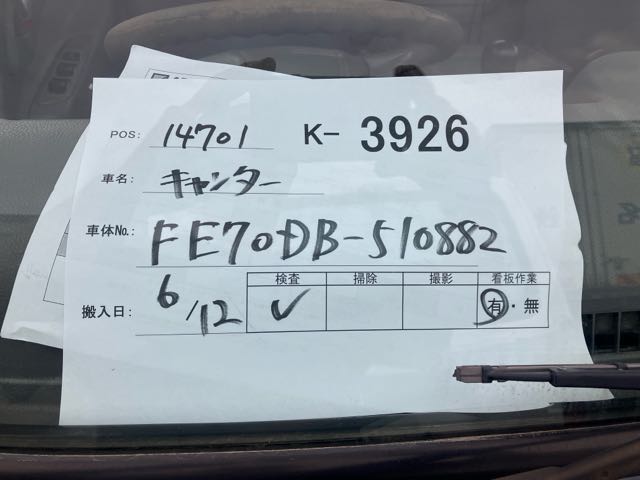 POS: 14701 K- 3926
車名: キャンター
車体No.: FE70DB-510882
検査 掃除 撮影 看板作業
搬入日: 6/12 ✓ 有・無